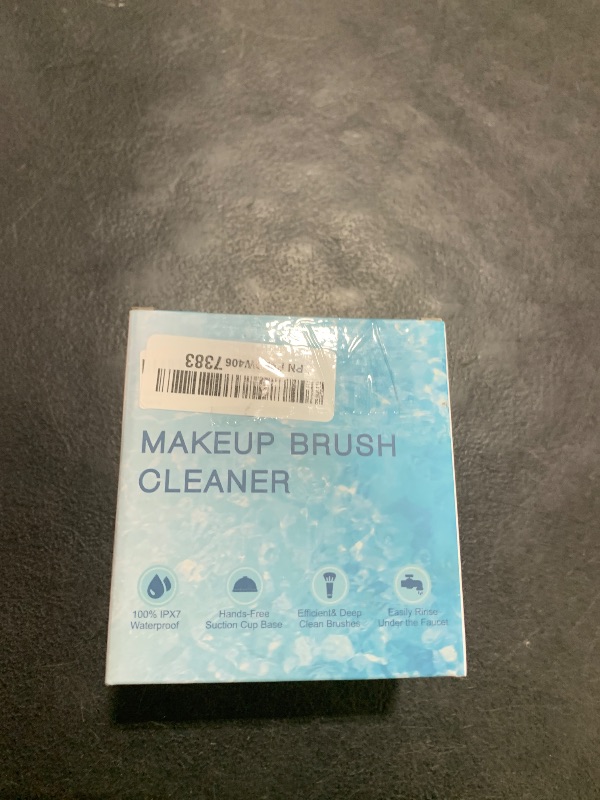 7383
MAKEUP BRUSH
CLEANER
100% IPX7
Waterproof
Hands-Free
Suction Cup Base
Efficient& Deep
Clean Brushes
Easily Rinse
Under the Faucet